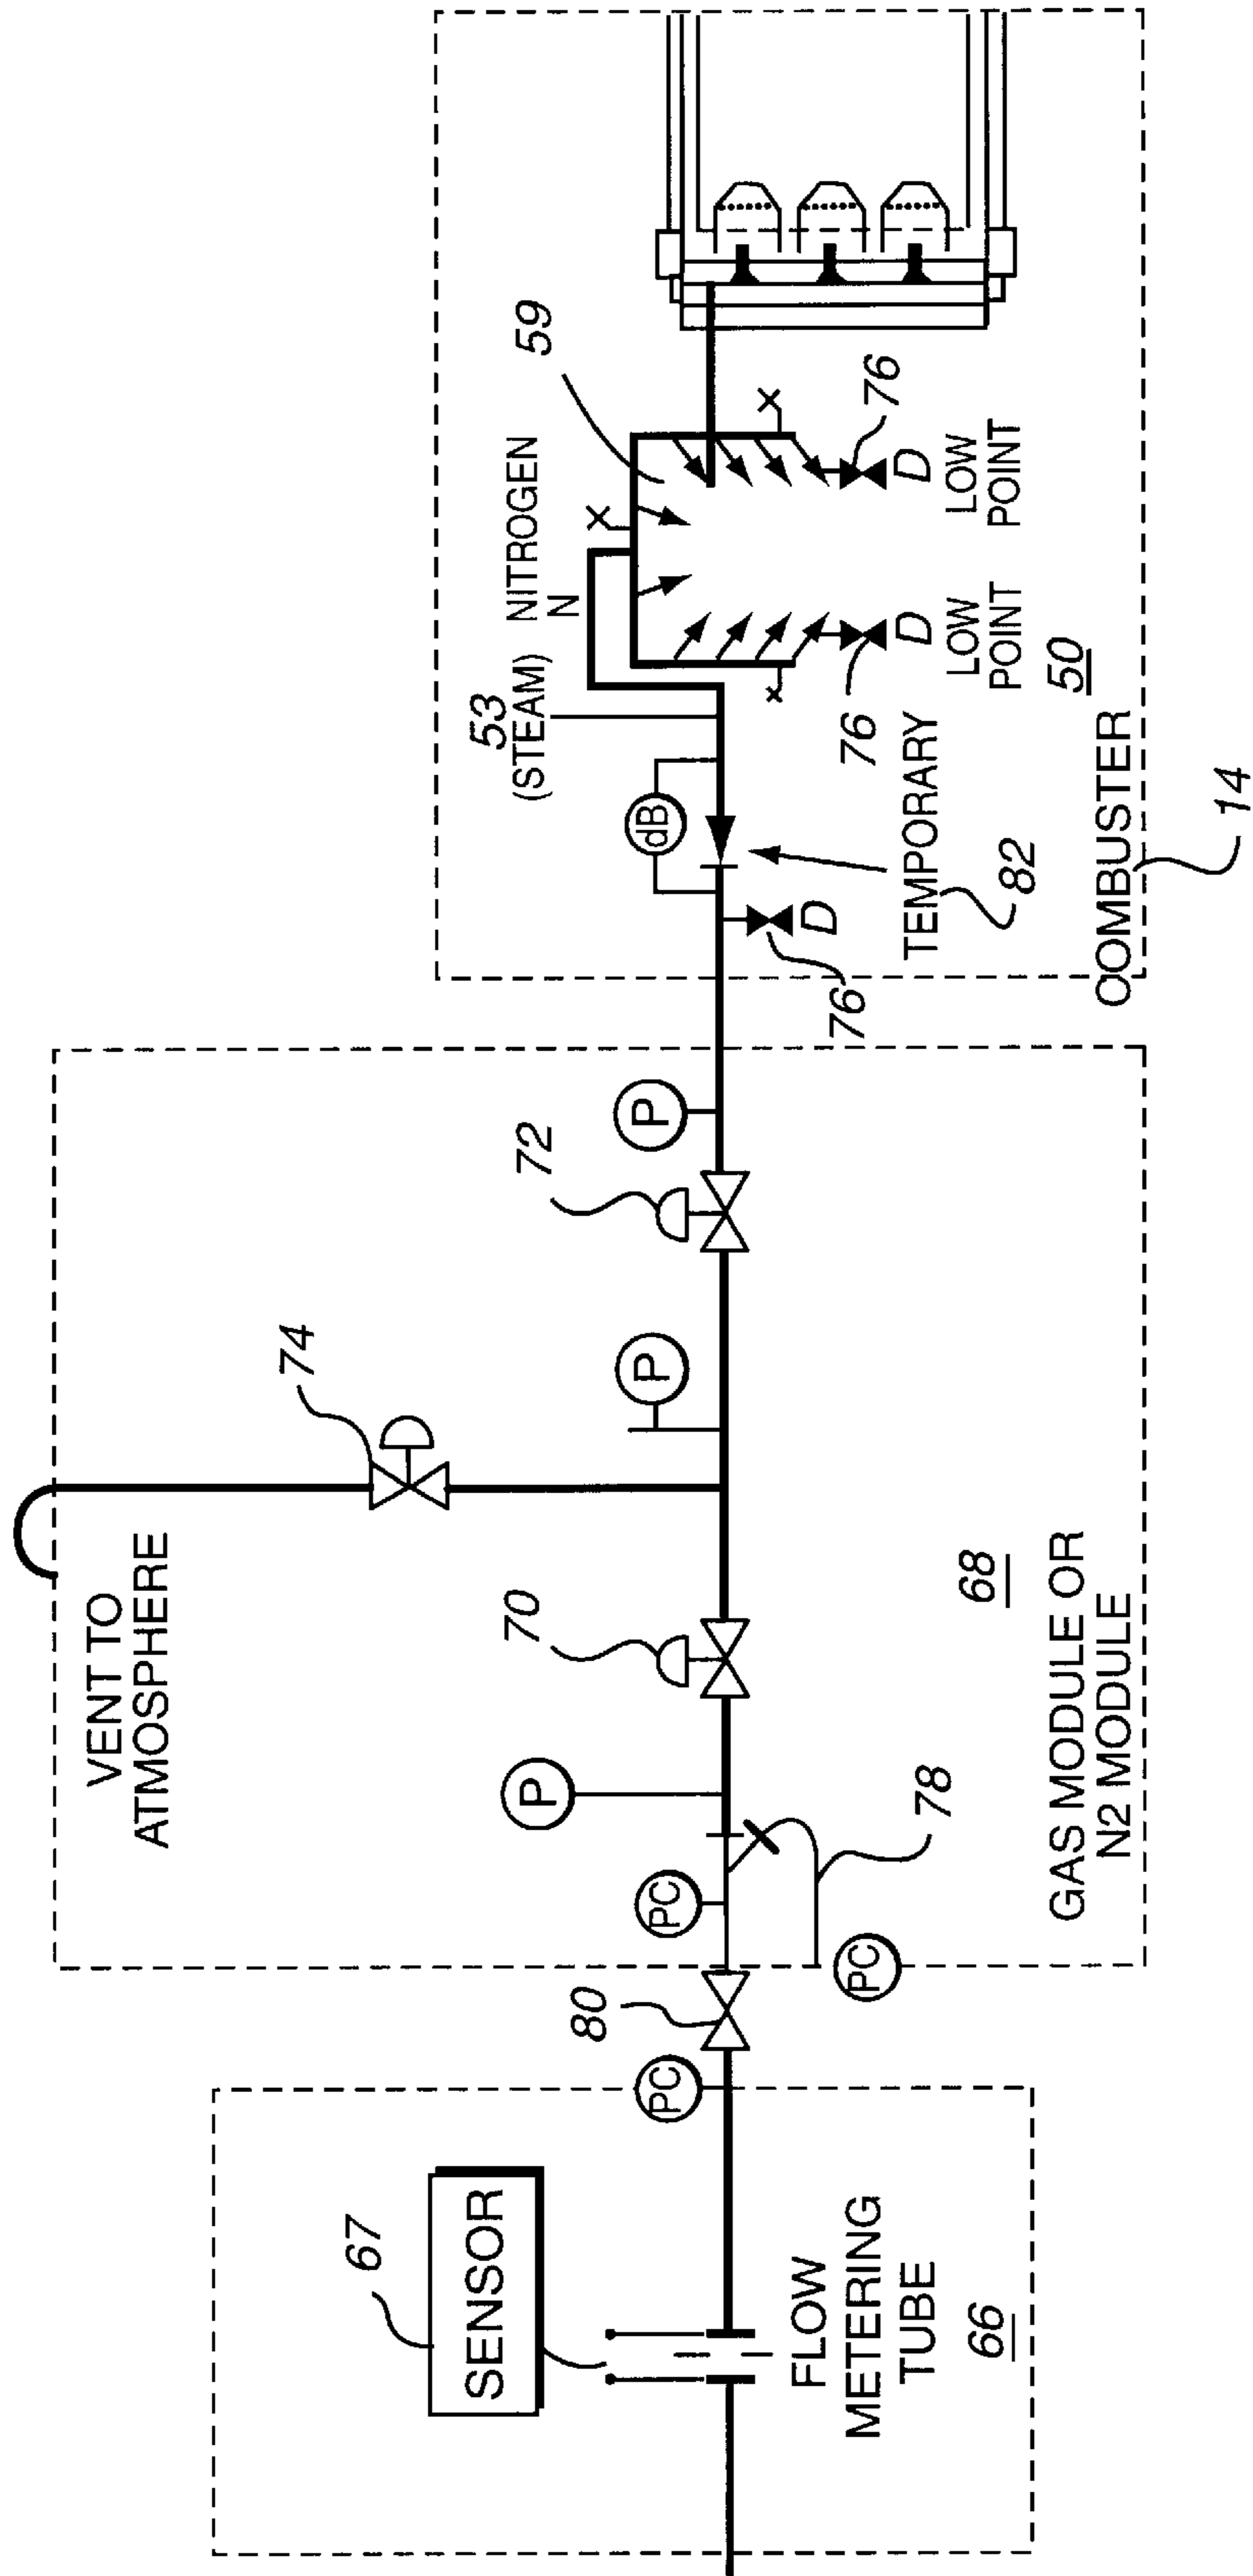 67
SENSOR
FLOW
METERING
TUBE
66
PC
80
VENT TO
ATMOSPHERE
74
70
72
P
P
P
PC
PC
78
68
GAS MODULE OR
N2 MODULE
53
(STEAM)
NITROGEN
N
59
X
X
x
dB
D
76
TEMPORARY
82
76
D
LOW
POINT
76
D
LOW
POINT
50
OOMBUSTER
14